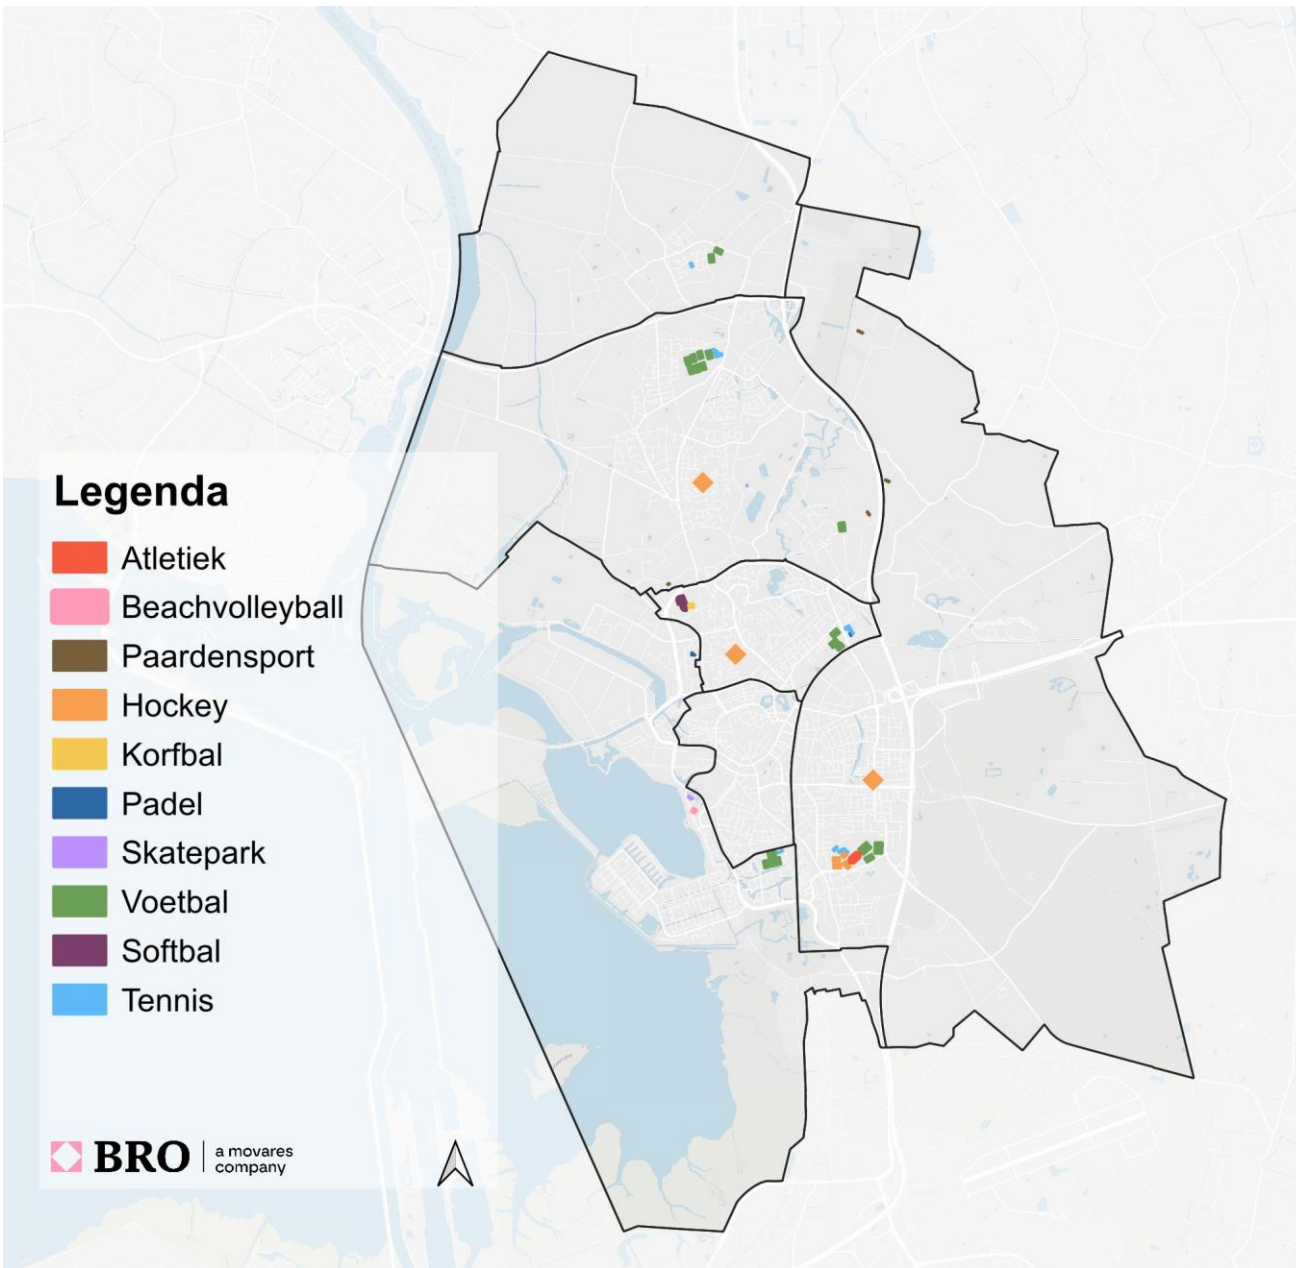 Legenda
Atletiek
Beachvolleyball
Paardensport
Hockey
Korfbal
Padel
Skatepark
Voetbal
Softbal
Tennis
BRO a movares
company